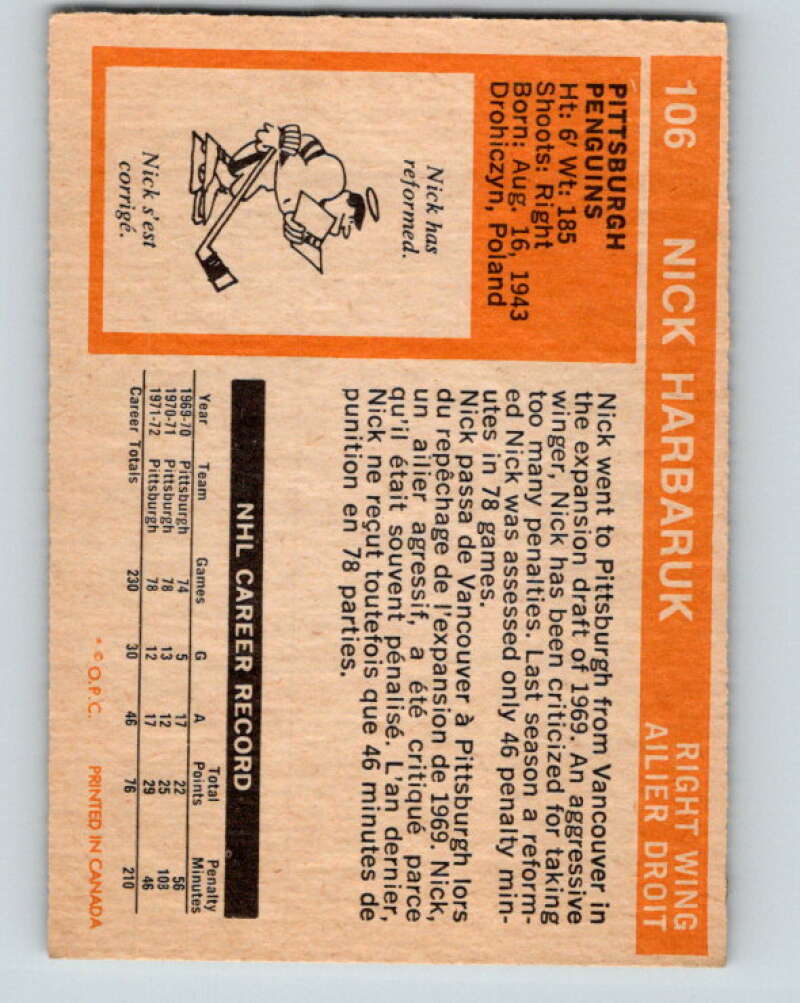 106 NICK HARBARUK RIGHT WING
AILIER DROIT
PITTSBURGH
PENGUINS
Ht: 6' Wt: 185
Shoots: Right
Born: Aug. 16, 1943
Drohiczyn, Poland
Nick has
reformed.
Nick s'est
corrigé.
Nick went to Pittsburgh from Vancouver in
the expansion draft of 1969. An aggressive
winger, Nick has been criticized for taking
too many penalties. Last season a reform-
ed Nick was assessed only 46 penalty min-
utes in 78 games.
Nick passa de Vancouver à Pittsburgh lors
du repêchage de l'expansion de 1969. Nick,
un ailier agressif, a été critiqué parce
qu'il était souvent pénalisé. L'an dernier,
Nick ne reçut toutefois que 46 minutes de
punition en 78 parties.
NHL CAREER RECORD
Year Team Games G A Total Points Penalty Minutes
1969-70 Pittsburgh 74 5 17 22 56
1970-71 Pittsburgh 78 13 12 25 108
1971-72 Pittsburgh 78 12 17 29 46
Career Totals 230 30 46 76 210
* © O.P.C. PRINTED IN CANADA